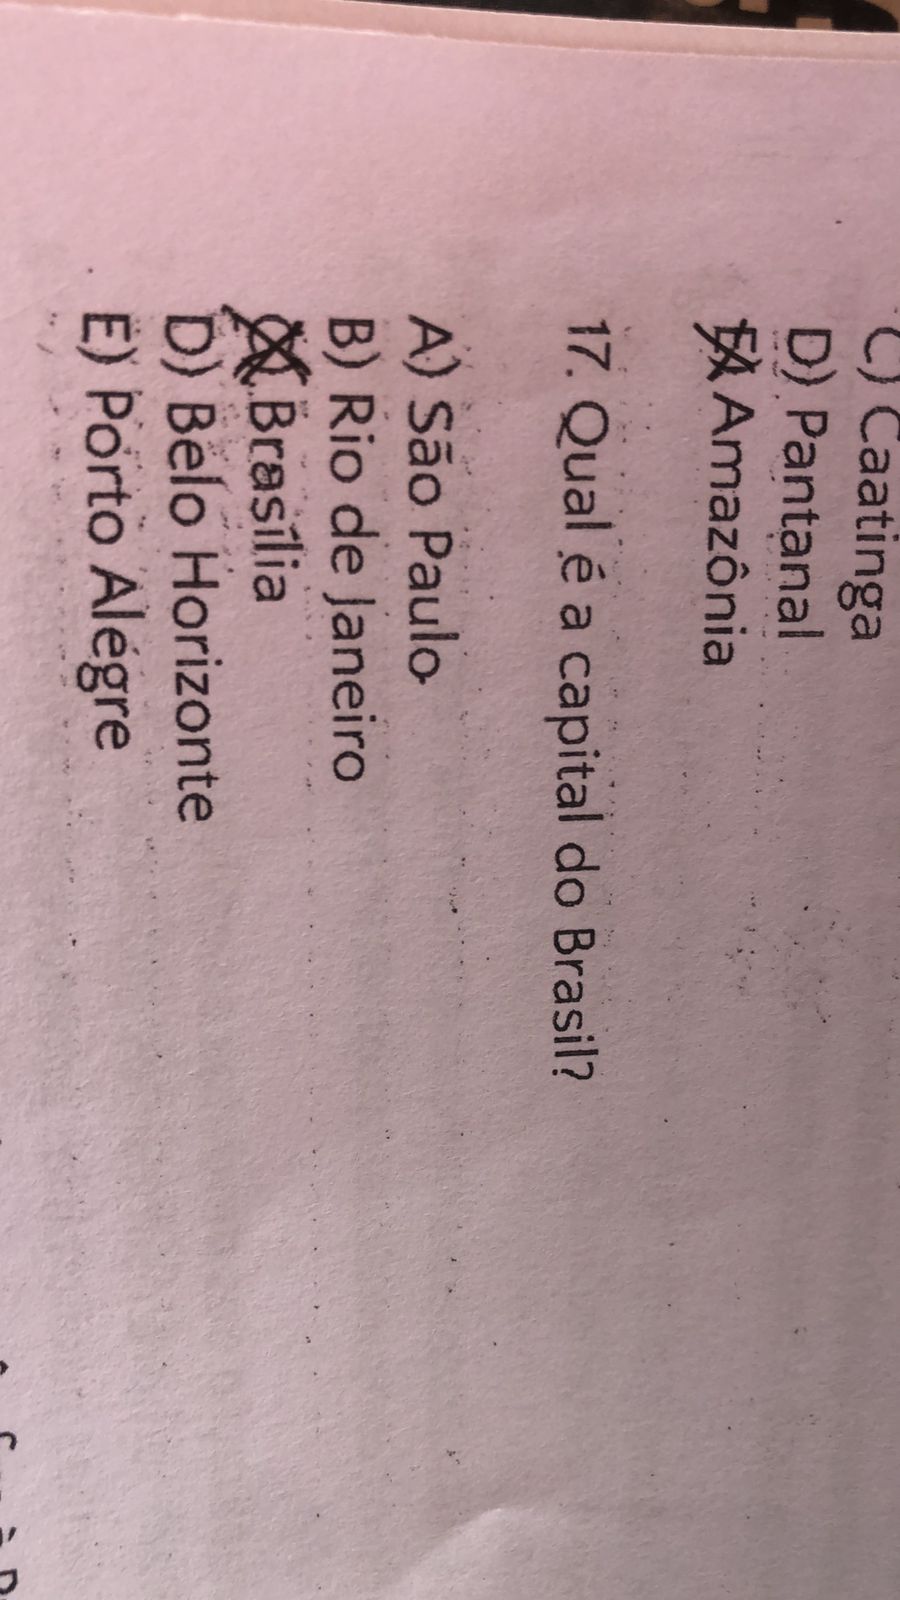 C) Caatinga
D) Pantanal
E) Amazônia
17. Qual é a capital do Brasil?
A) São Paulo
B) Rio de Janeiro
C) Brasília
D) Belo Horizonte
E) Porto Alegre